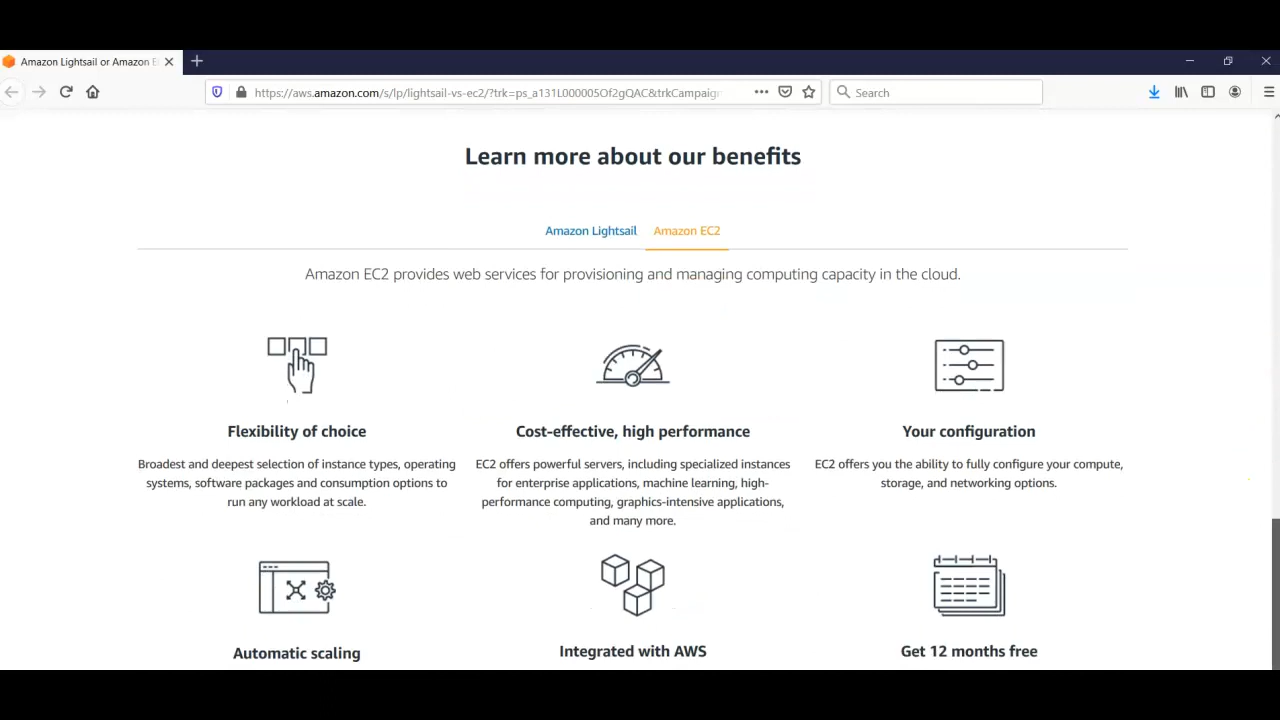 Amazon Lightsail or Amazon E
https://aws.amazon.com/s/lp/lightsail-vs-ec2/?trk=ps_a131L000005Of2gQAC&trkCampaign
Search
Learn more about our benefits
Amazon Lightsail
Amazon EC2
Amazon EC2 provides web services for provisioning and managing computing capacity in the cloud.
Flexibility of choice
Broadest and deepest selection of instance types, operating
systems, software packages and consumption options to
run any workload at scale.
Cost-effective, high performance
EC2 offers powerful servers, including specialized instances
for enterprise applications, machine learning, high-
performance computing, graphics-intensive applications,
and many more.
Your configuration
EC2 offers you the ability to fully configure your compute,
storage, and networking options.
Automatic scaling
Integrated with AWS
Get 12 months free